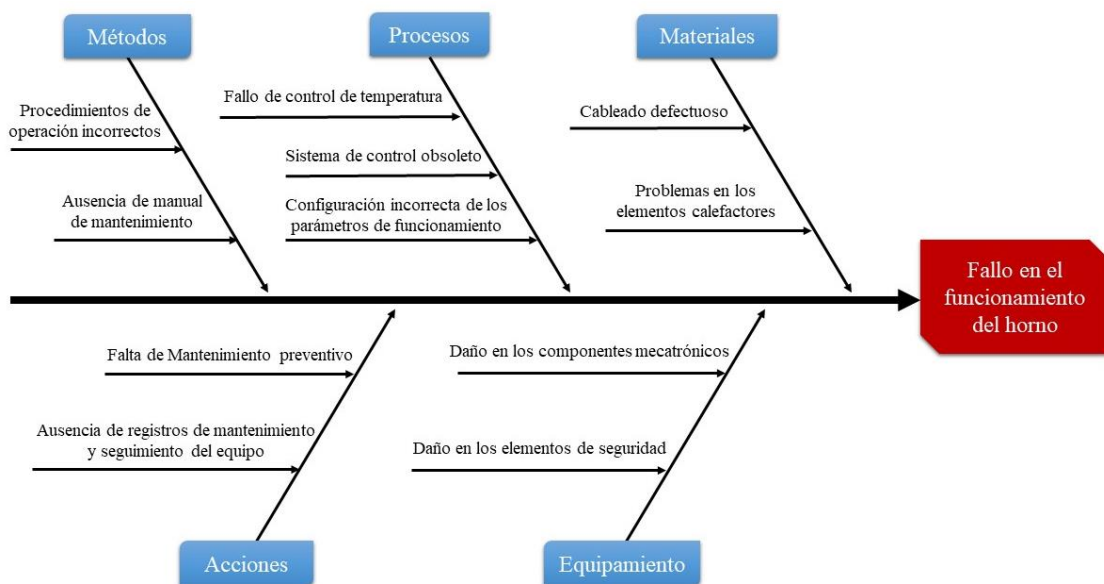 Métodos
Procesos
Materiales
Procedimientos de
operación incorrectos
Ausencia de manual
de mantenimiento
Fallo de control de temperatura
Sistema de control obsoleto
Configuración incorrecta de los
parámetros de funcionamiento
Cableado defectuoso
Problemas en los
elementos calefactores
Fallo en el
funcionamiento
del horno
Falta de Mantenimiento preventivo
Ausencia de registros de mantenimiento
y seguimiento del equipo
Daño en los componentes mecatrónicos
Daño en los elementos de seguridad
Acciones
Equipamiento